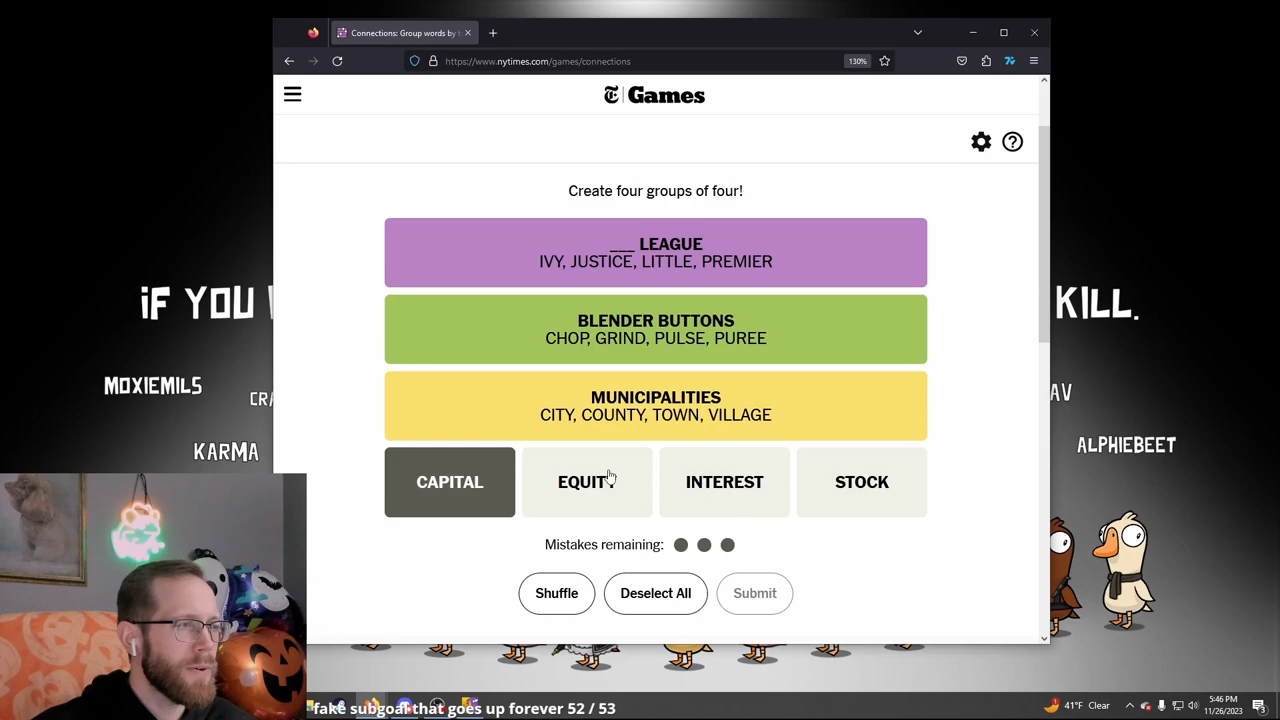 Connections: Group words by
https://www.nytimes.com/games/connections
130%
Games
Create four groups of four!
___ LEAGUE
IVY, JUSTICE, LITTLE, PREMIER
BLENDER BUTTONS
CHOP, GRIND, PULSE, PUREE
MUNICIPALITIES
CITY, COUNTY, TOWN, VILLAGE
CAPITAL
EQUITY
INTEREST
STOCK
Mistakes remaining:
Shuffle
Deselect All
Submit
iF YOU
KILL.
MOXIEMILS
KARMA
ALPHIEBEET
fake subgoal that goes up forever 52 / 53
41°F Clear
5:46 PM
11/26/2023